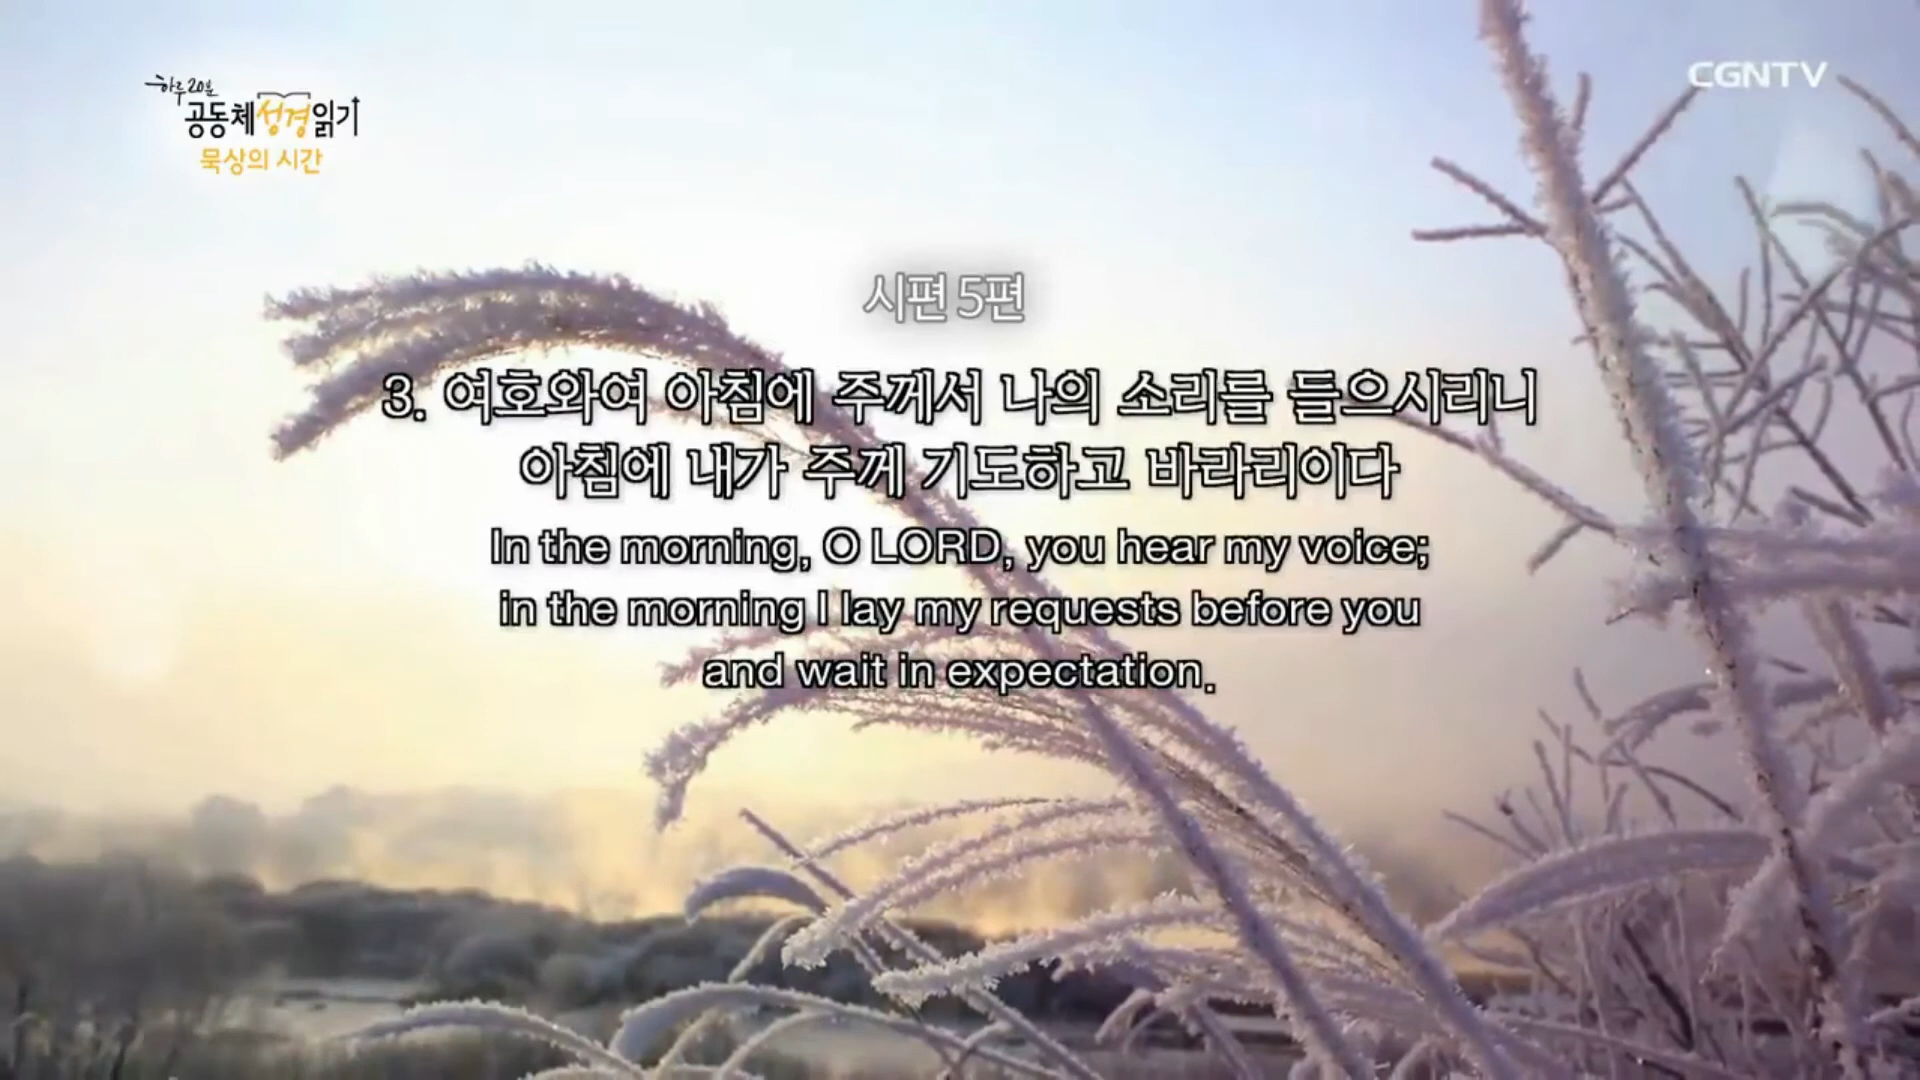 하루 20분
공동체성경읽기
묵상의 시간
CGNTV
시편 5편
3. 여호와여 아침에 주께서 나의 소리를 들으시리니
아침에 내가 주께 기도하고 바라리이다
In the morning, O LORD, you hear my voice;
in the morning I lay my requests before you
and wait in expectation.